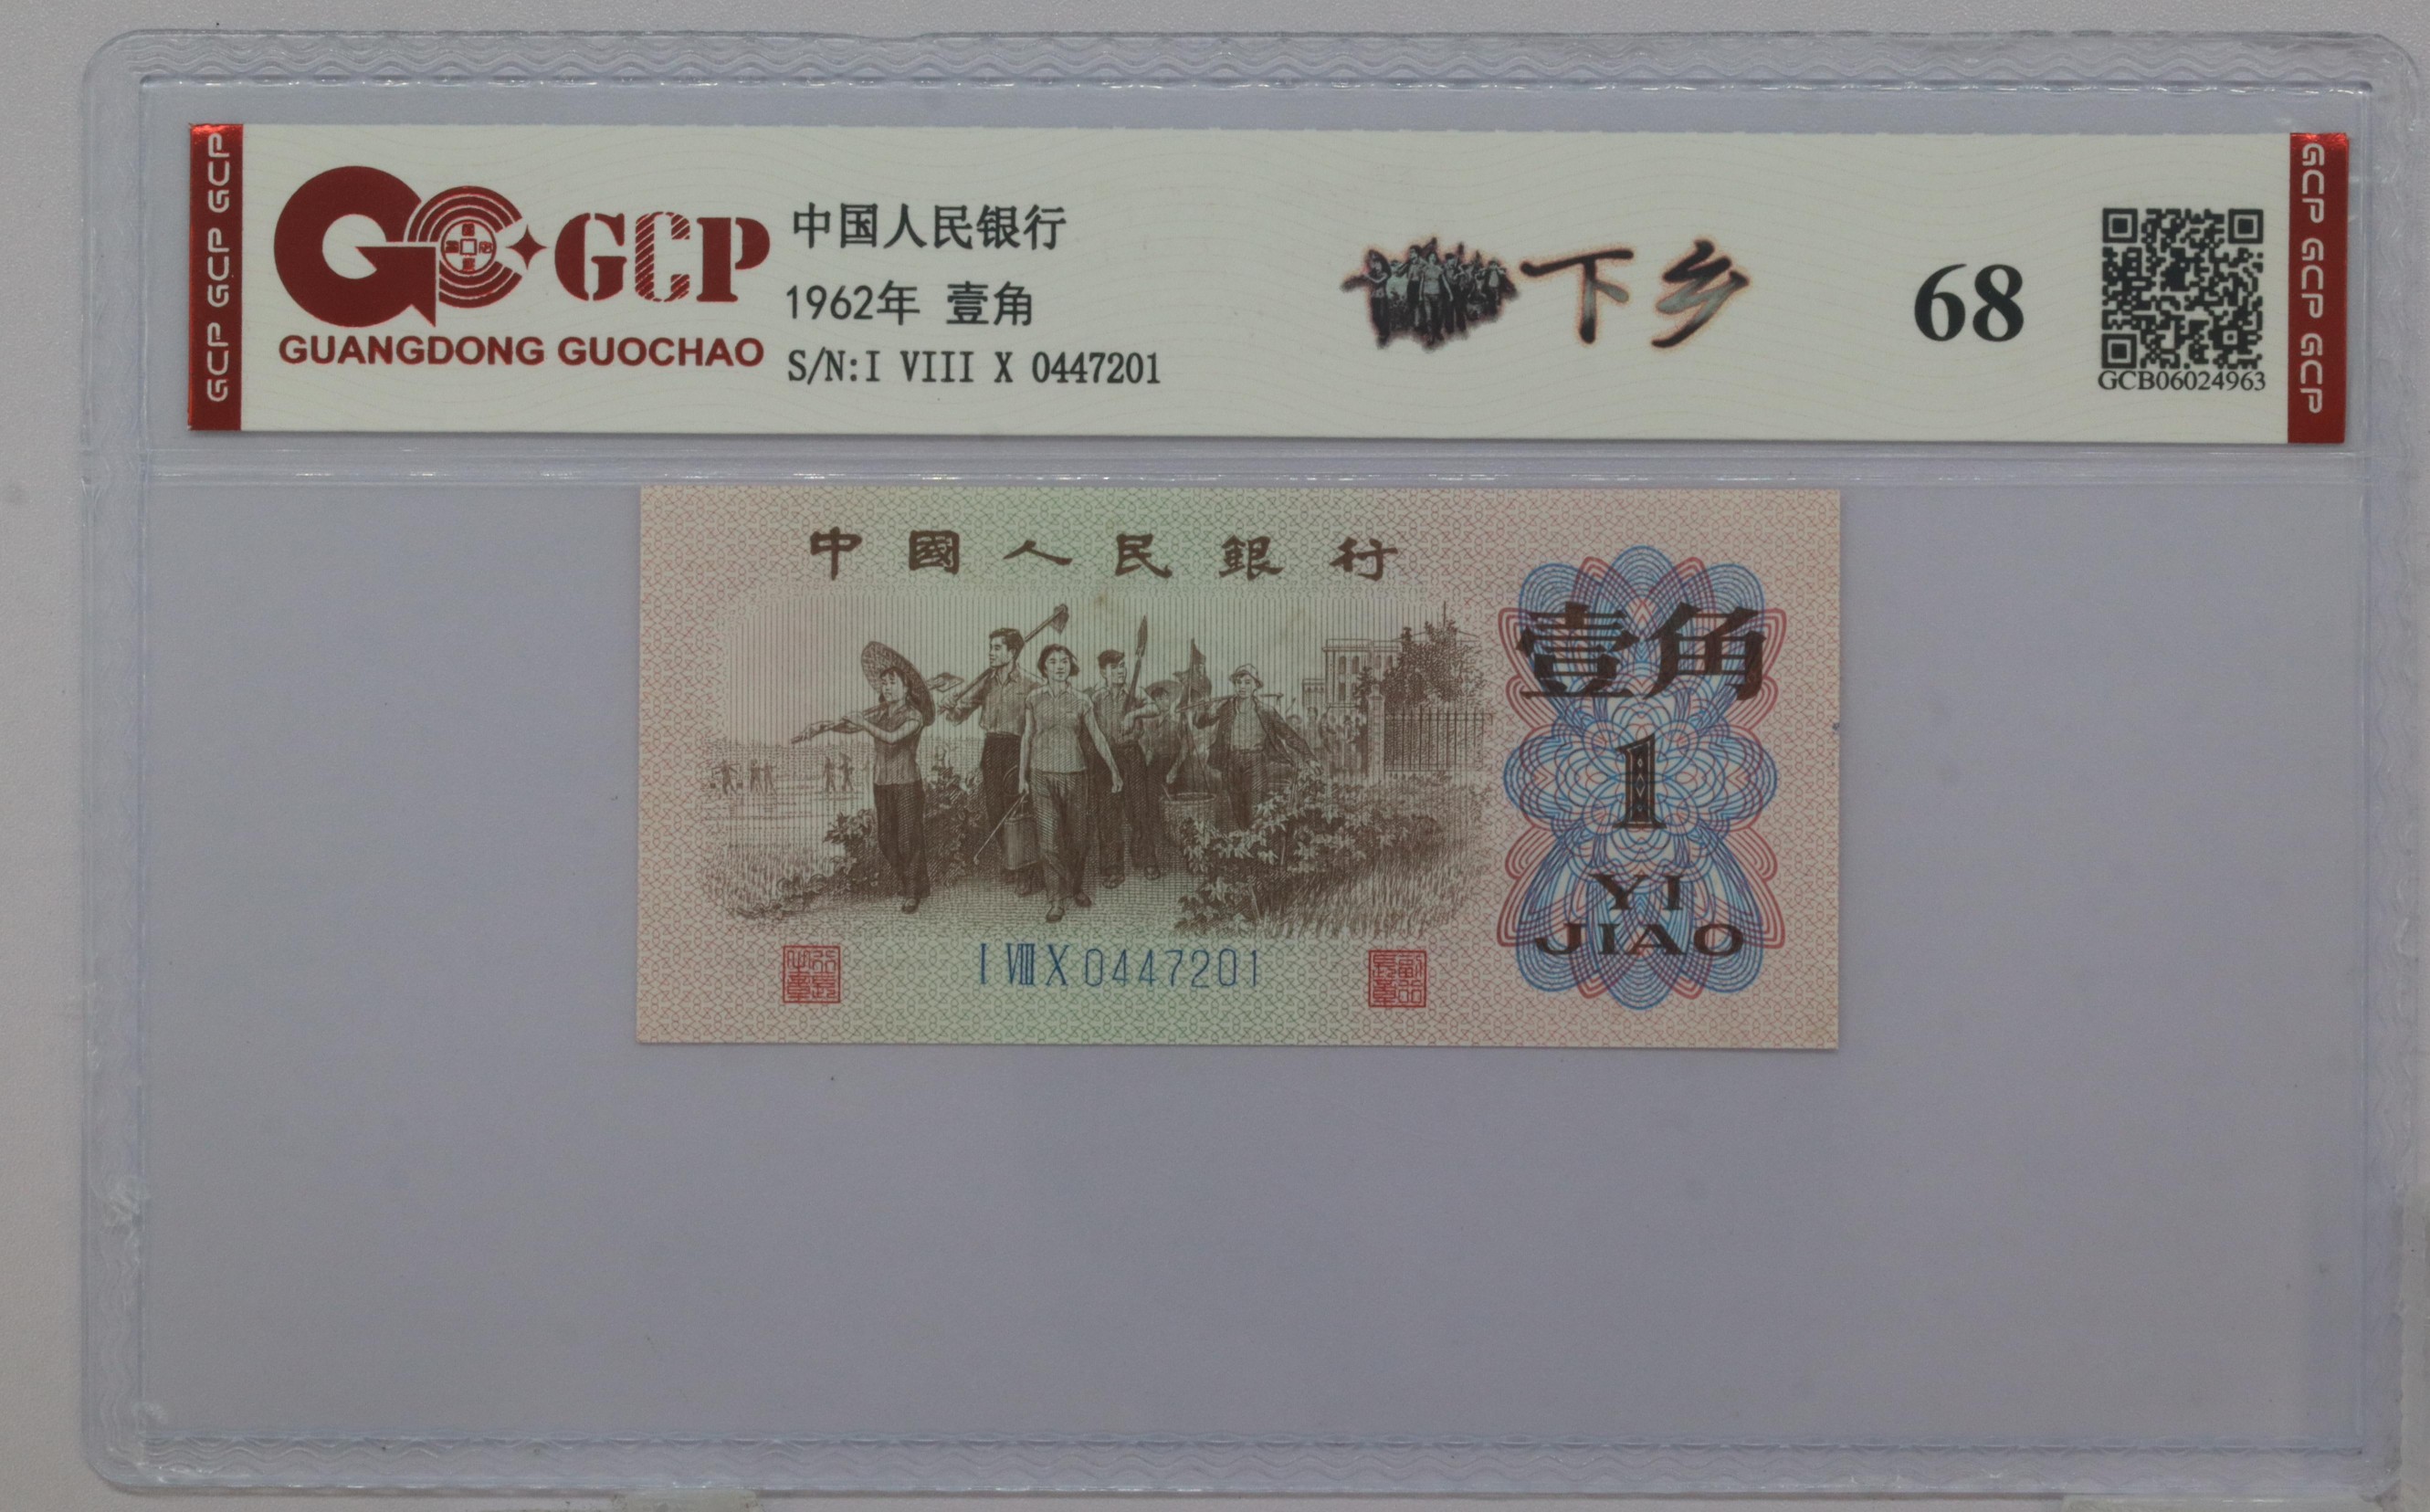 GCP GCP GCP
GCP
GUANGDONG GUOCHAO
中国人民银行
1962年 壹角
S/N:I VIII X 0447201
下乡
68
GCB06024963
GCP GCP GCP
中國人民銀行
壹角
1
YI
JIAO
I VIII X 0447201